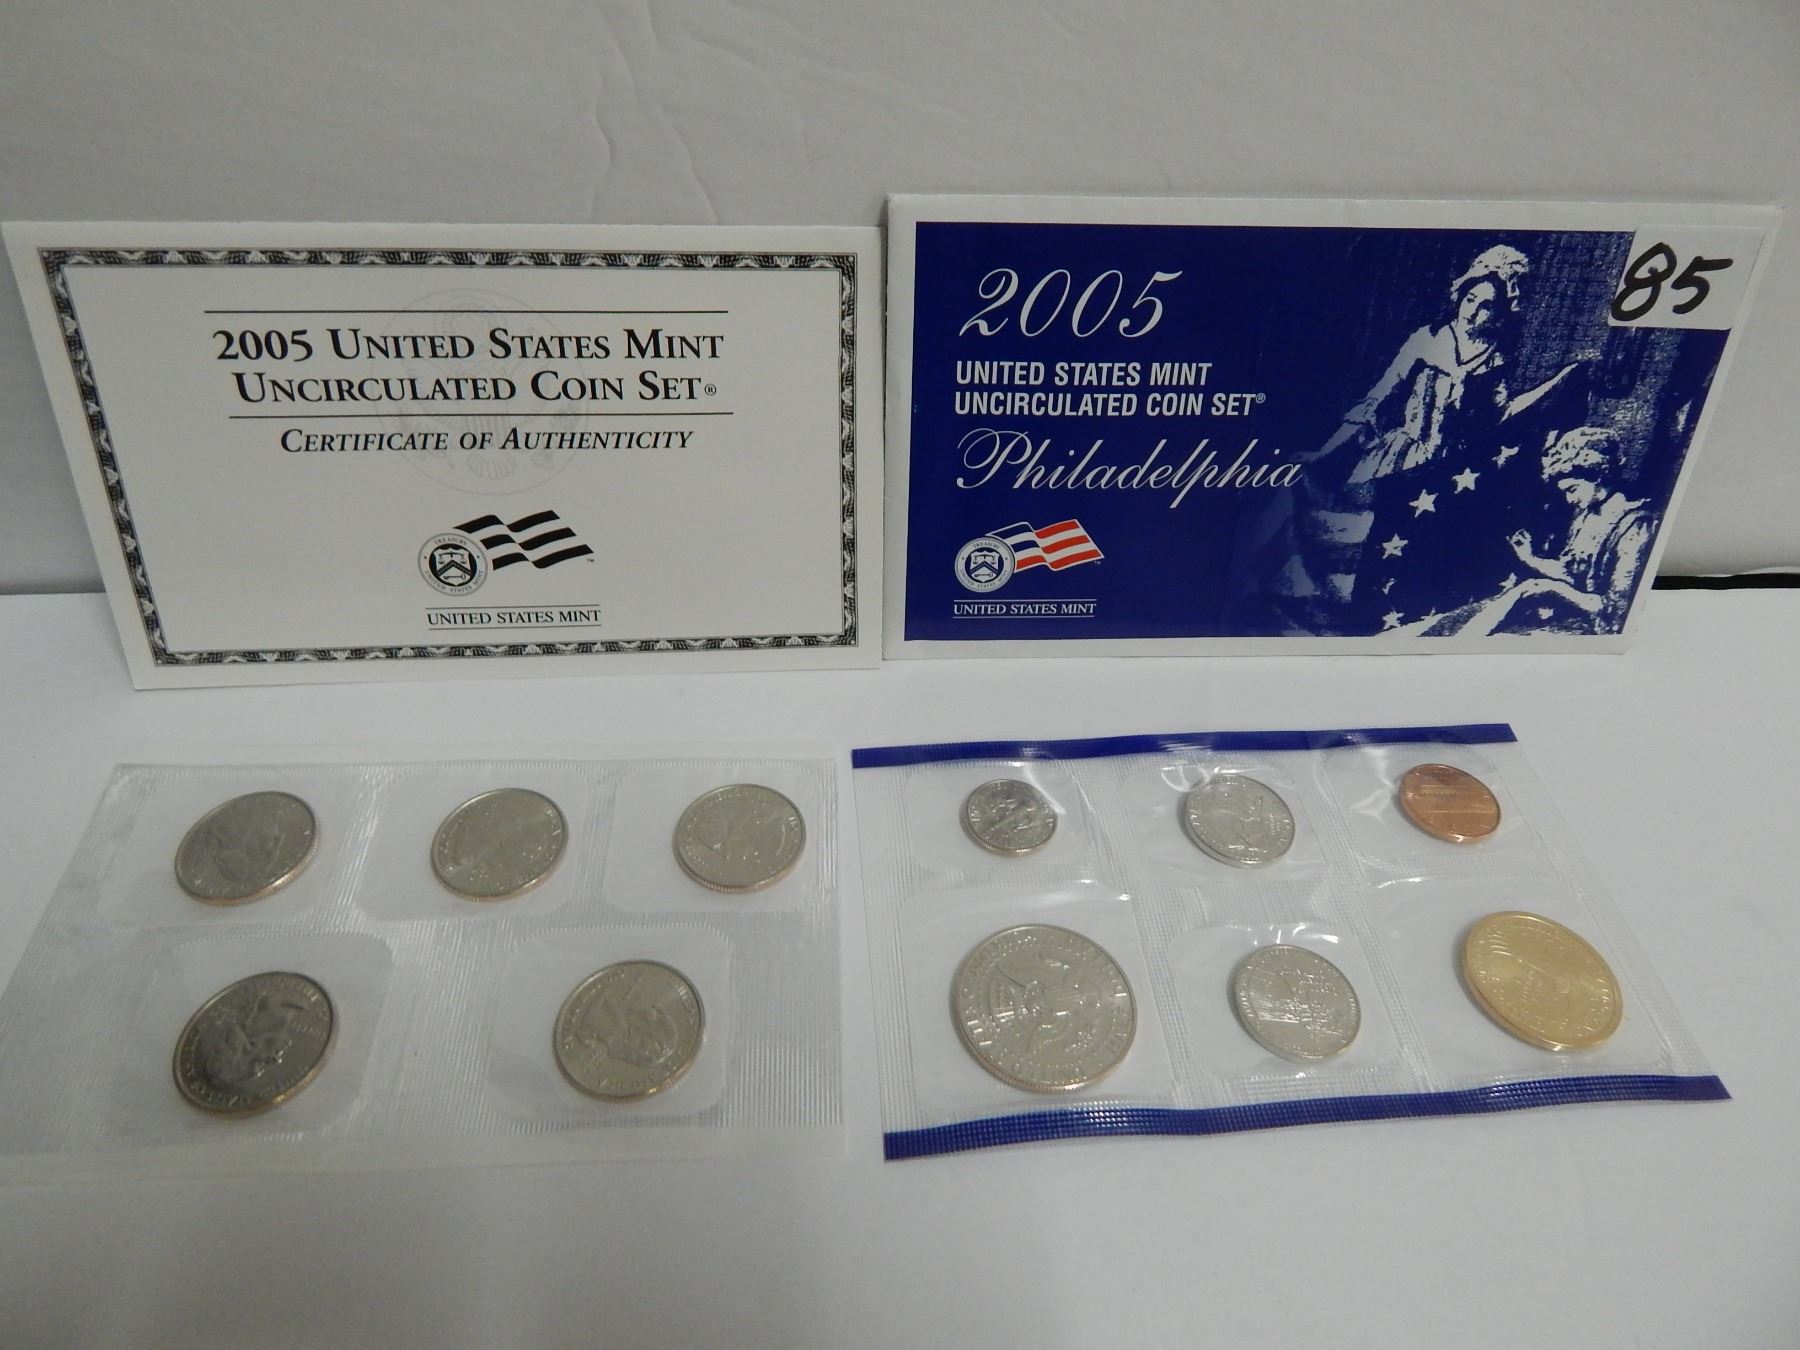 2005 UNITED STATES MINT
UNCIRCULATED COIN SET®
CERTIFICATE OF AUTHENTICITY
UNITED STATES MINT
2005
UNITED STATES MINT
UNCIRCULATED COIN SET®
Philadelphia
UNITED STATES MINT
85